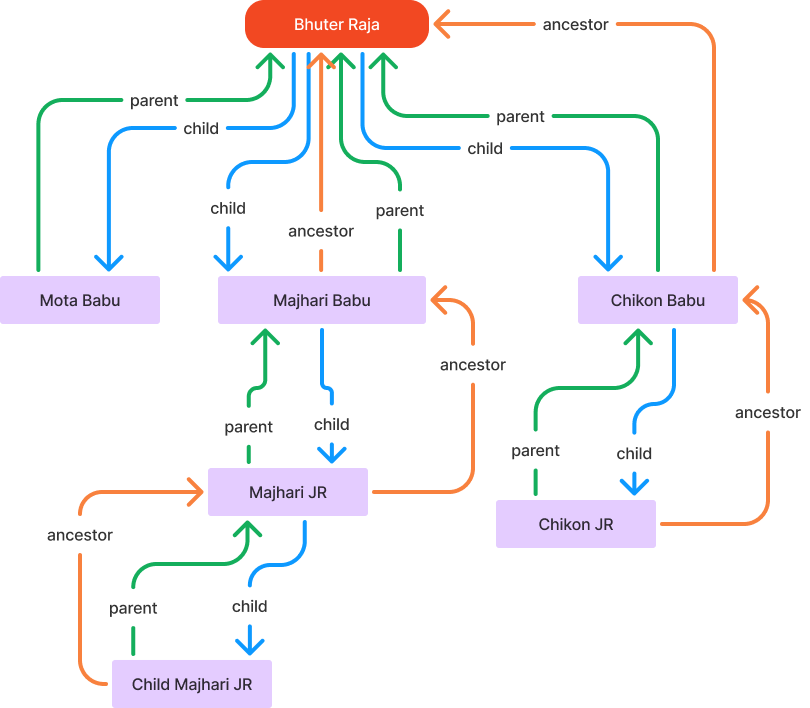 Bhuter Raja
ancestor
parent
child
parent
child
child
parent
ancestor
Mota Babu
Majhari Babu
Chikon Babu
ancestor
ancestor
parent
child
parent
child
Majhari JR
Chikon JR
ancestor
parent
child
Child Majhari JR